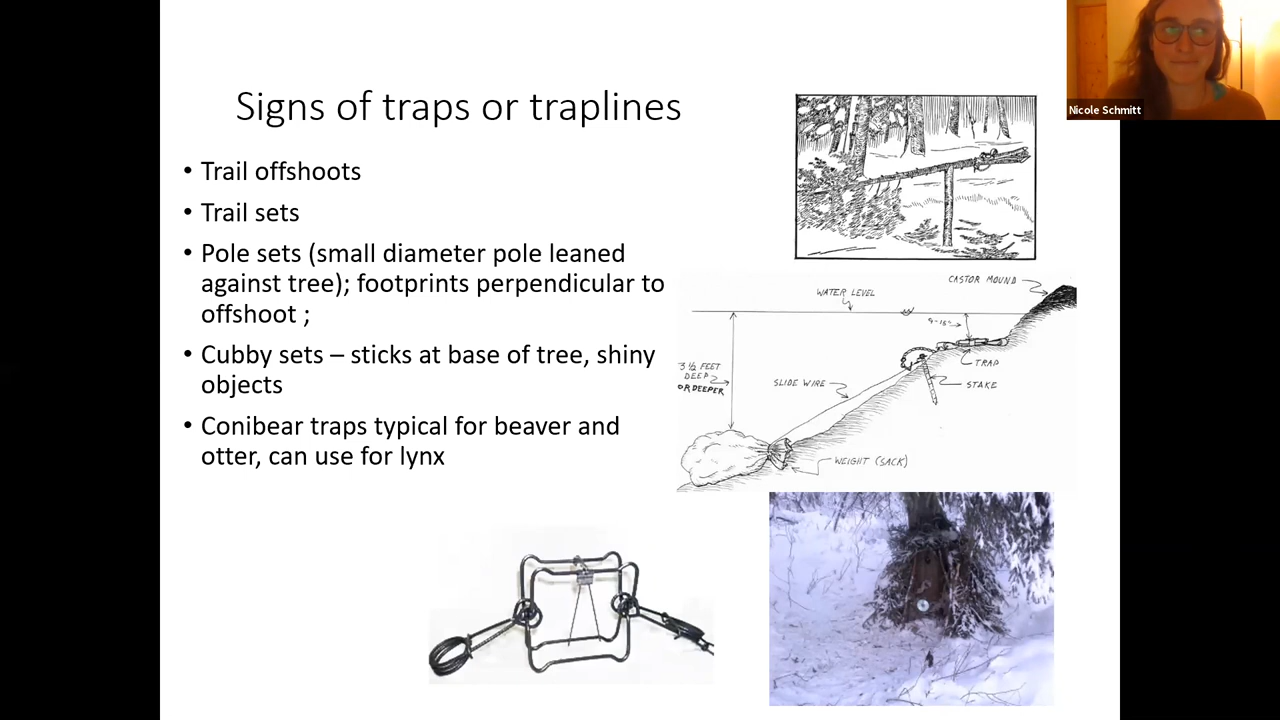 Signs of traps or traplines
• Trail offshoots
• Trail sets
• Pole sets (small diameter pole leaned
against tree); footprints perpendicular to
offshoot ;
• Cubby sets – sticks at base of tree, shiny
objects
• Conibear traps typical for beaver and
otter, can use for lynx
Nicole Schmitt
CASTOR MOUND
WATER LEVEL
3 ½ FEET
DEEP
OR DEEPER
TRAP
SLIDE WIRE
STAKE
WEIGHT (SACK)